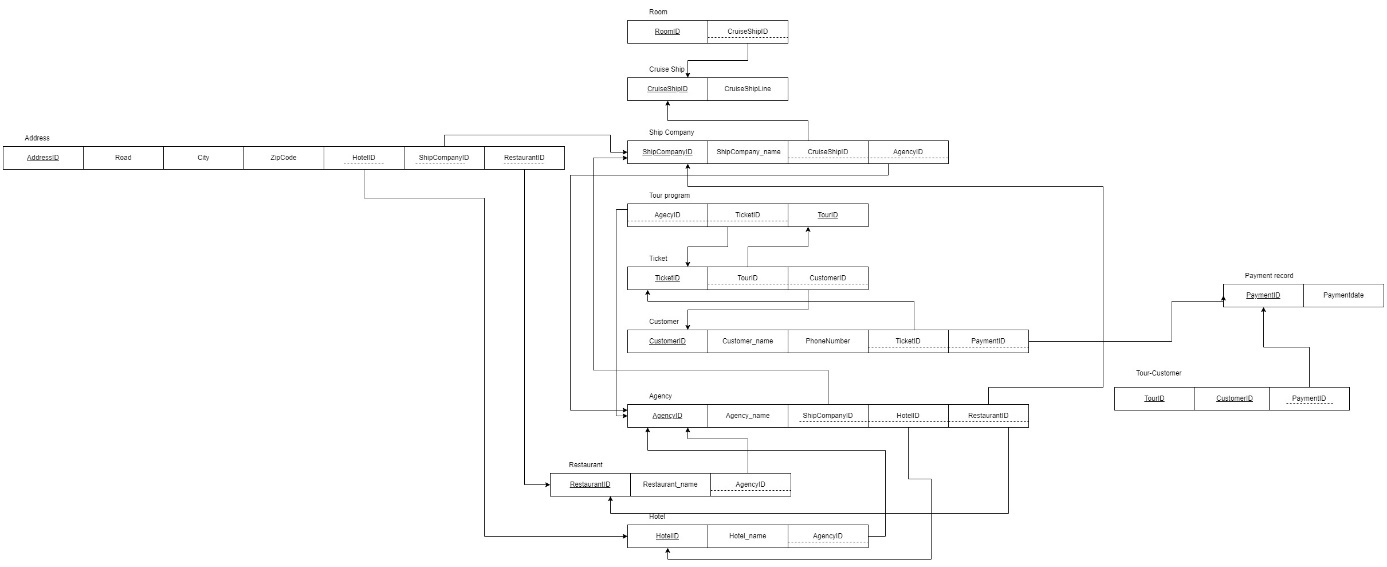 Room
RoomID CruiseShipID
Cruise Ship
CruiseShipID CruiseShipLine
Ship Company
ShipCompanyID ShipCompany_name CruiseShipID AgencyID
Address
AddressID Road City ZipCode HotelID ShipCompanyID RestaurantID
Tour program
AgecyID TicketID TourID
Ticket
TicketID TourID CustomerID
Payment record
PaymentID Paymentdate
Customer
CustomerID Customer_name PhoneNumber TicketID PaymentID
Tour-Customer
TourID CustomerID PaymentID
Agency
AgencyID Agency_name ShipCompanyID HotelID RestaurantID
Restaurant
RestaurantID Restaurant_name AgencyID
Hotel
HotelID Hotel_name AgencyID